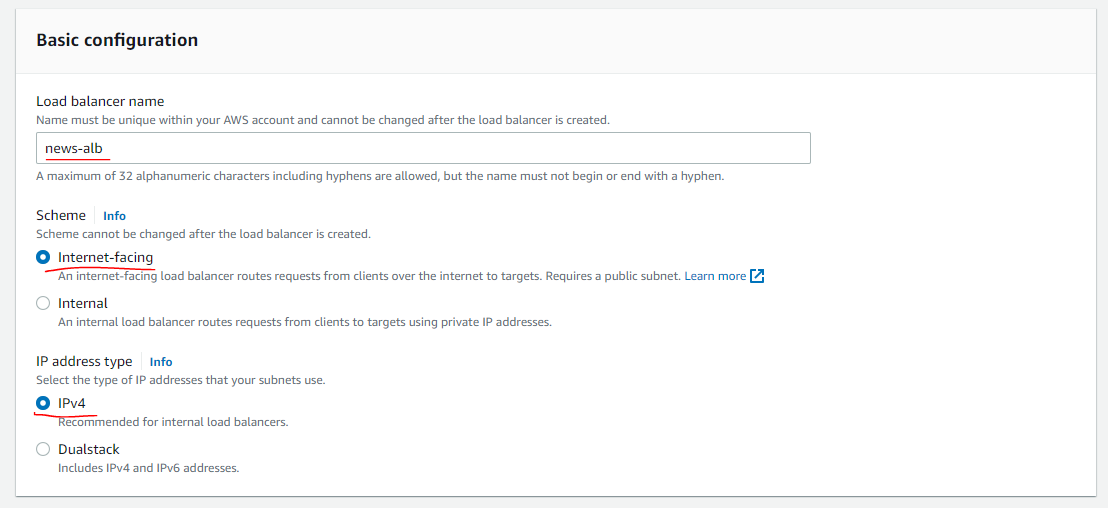 Basic configuration
Load balancer name
Name must be unique within your AWS account and cannot be changed after the load balancer is created.
news-alb
A maximum of 32 alphanumeric characters including hyphens are allowed, but the name must not begin or end with a hyphen.
Scheme Info
Scheme cannot be changed after the load balancer is created.
Internet-facing
An internet-facing load balancer routes requests from clients over the internet to targets. Requires a public subnet. Learn more
Internal
An internal load balancer routes requests from clients to targets using private IP addresses.
IP address type Info
Select the type of IP addresses that your subnets use.
IPv4
Recommended for internal load balancers.
Dualstack
Includes IPv4 and IPv6 addresses.